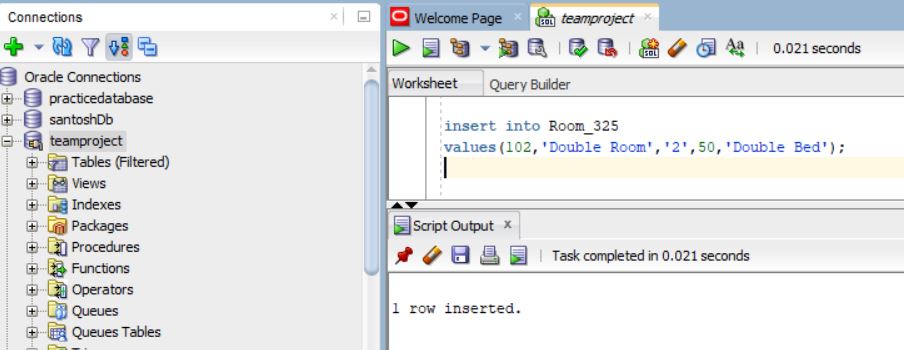 Connections
Oracle Connections
practicedatabase
santoshDb
teamproject
Tables (Filtered)
Views
Indexes
Packages
Procedures
Functions
Operators
Queues
Queues Tables
Welcome Page
teamproject
0.021 seconds
Worksheet
Query Builder
insert into Room_325
values(102,'Double Room','2',50,'Double Bed');
Script Output
Task completed in 0.021 seconds
1 row inserted.